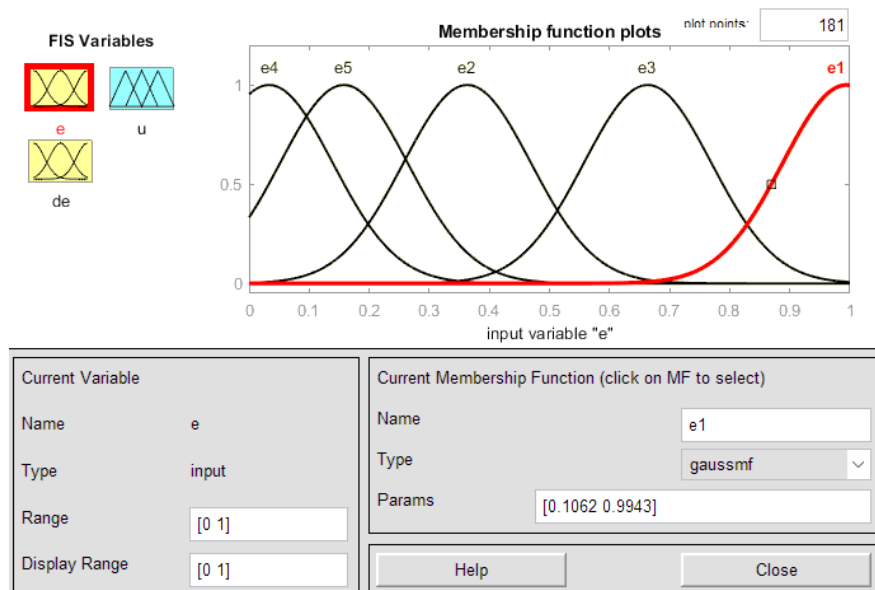 FIS Variables
e
u
de
Membership function plots
plot points:
181
e4
e5
e2
e3
e1
1
0.5
0
0
0.1
0.2
0.3
0.4
0.5
0.6
0.7
0.8
0.9
1
input variable "e"
Current Variable
Name
e
Type
input
Range
[0 1]
Display Range
[0 1]
Current Membership Function (click on MF to select)
Name
e1
Type
gaussmf
Params
[0.1062 0.9943]
Help
Close